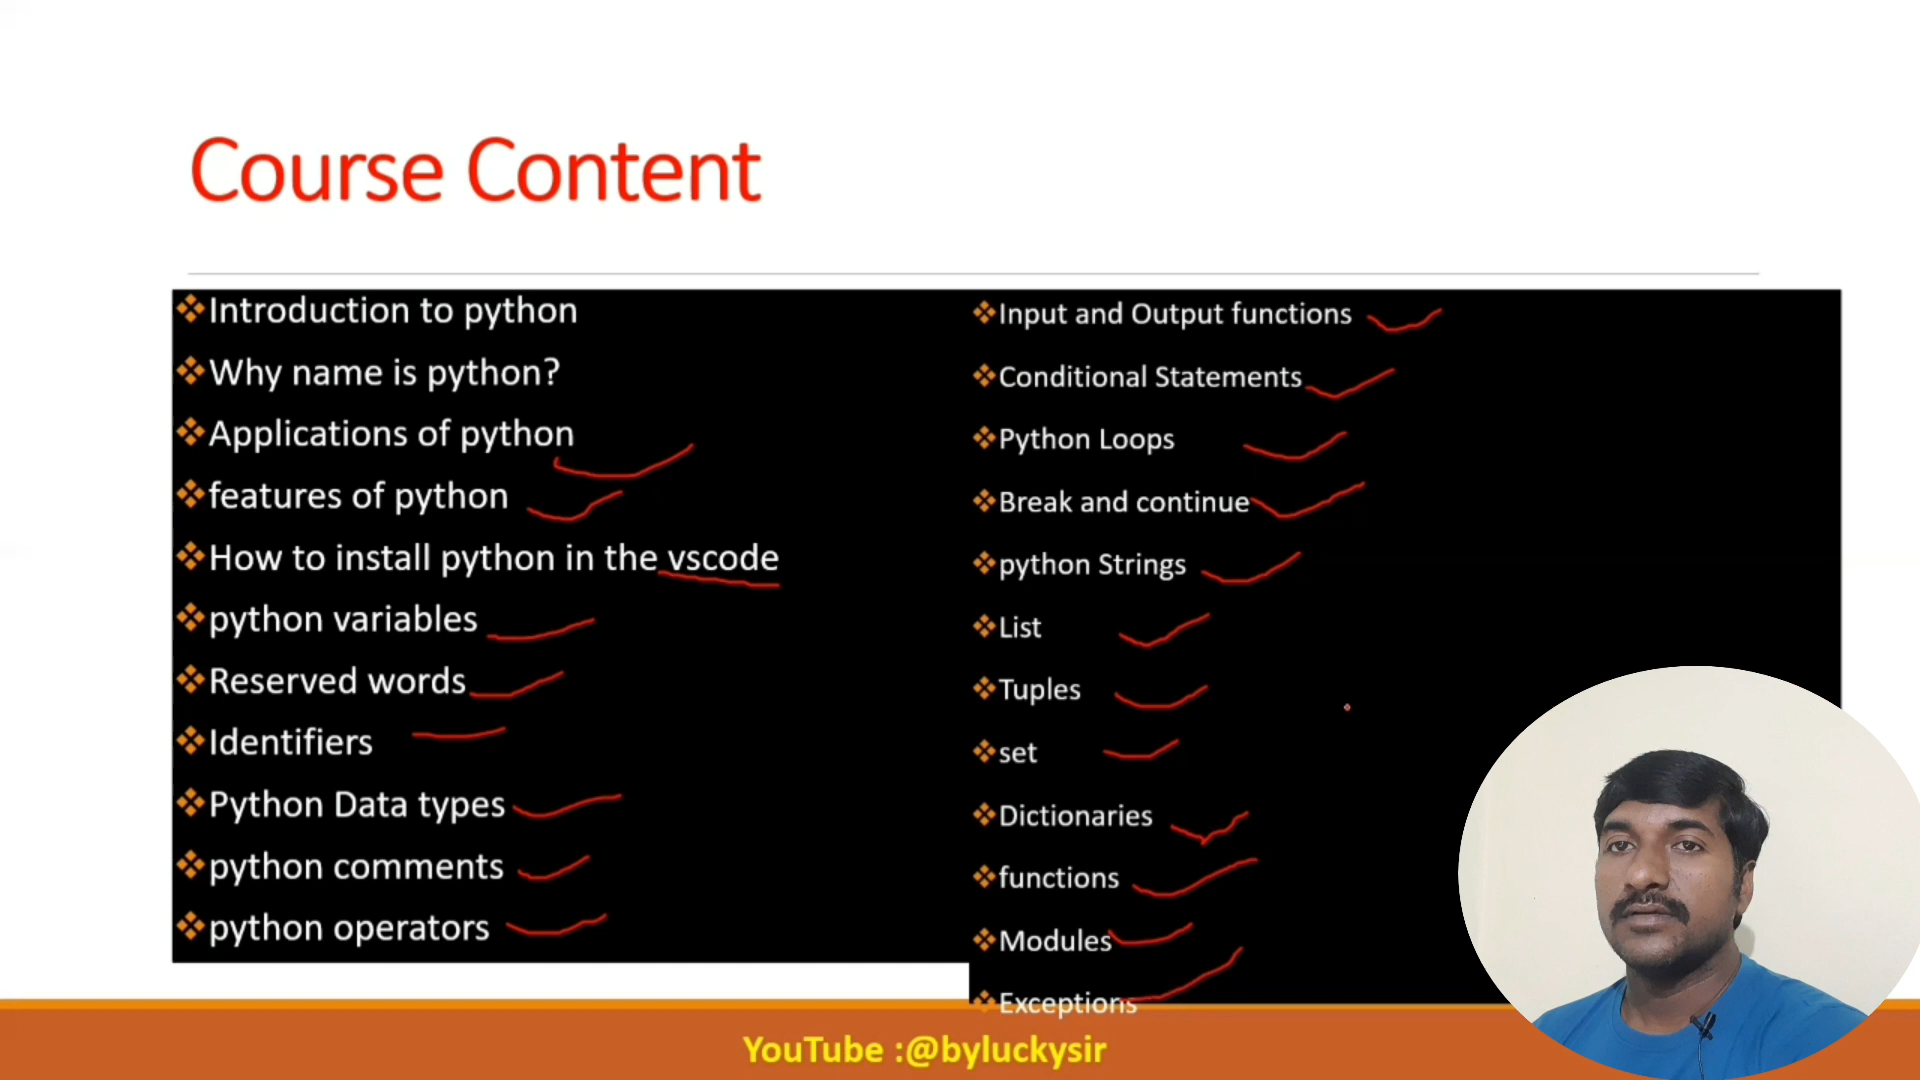 Course Content
Introduction to python
Why name is python?
Applications of python
features of python
How to install python in the vscode
python variables
Reserved words
Identifiers
Python Data types
python comments
python operators
Input and Output functions
Conditional Statements
Python Loops
Break and continue
python Strings
List
Tuples
set
Dictionaries
functions
Modules
Exceptions
YouTube :@byluckysir